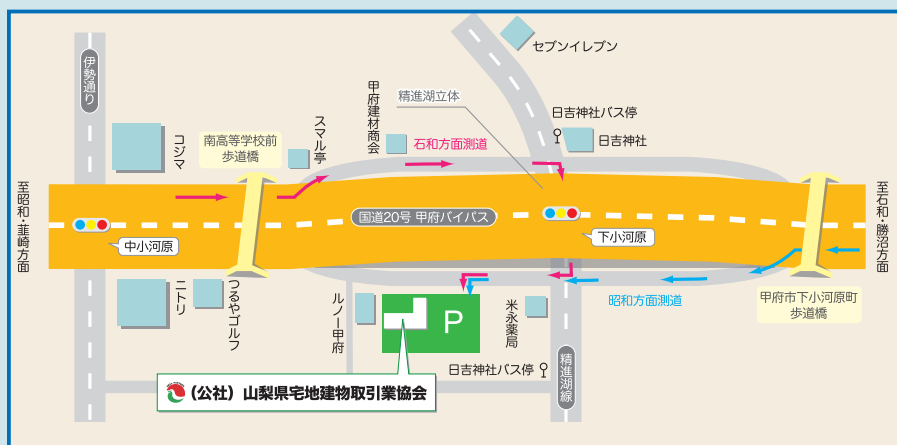 伊勢通り
セブンイレブン
精進湖立体
甲府建材商会
日吉神社バス停
日吉神社
コジマ
南高等学校前
歩道橋
スマル亭
石和方面測道
至昭和・韮崎方面
国道20号 甲府バイパス
至石和・勝沼方面
中小河原
下小河原
ニトリ
つるやゴルフ
ルノー甲府
P
米永薬局
昭和方面測道
甲府市下小河原町
歩道橋
日吉神社バス停
精進湖線
（公社）山梨県宅地建物取引業協会